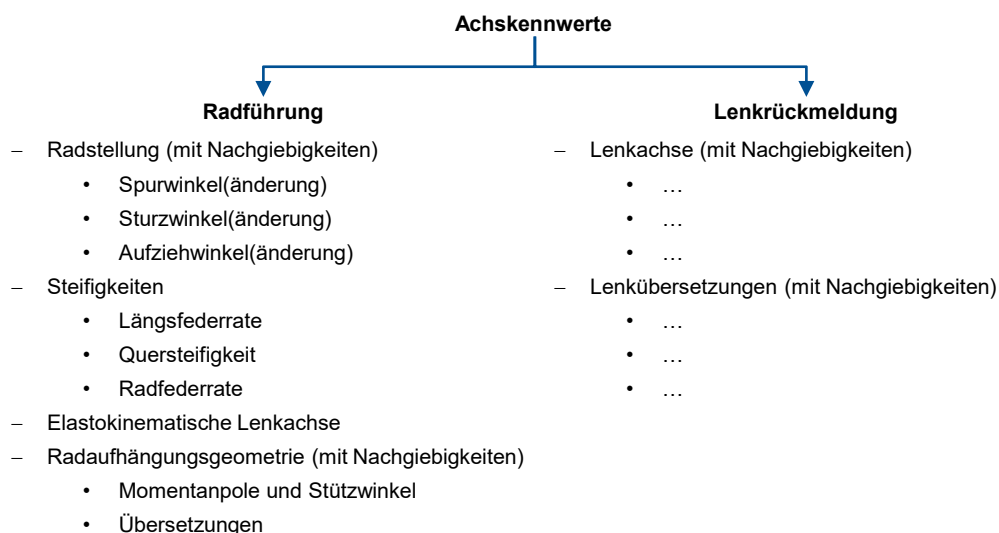 Achskennwerte
Radführung
– Radstellung (mit Nachgiebigkeiten)
• Spurwinkel(änderung)
• Sturzwinkel(änderung)
• Aufziehwinkel(änderung)
– Steifigkeiten
• Längsfederrate
• Quersteifigkeit
• Radfederrate
– Elastokinematische Lenkachse
– Radaufhängungsgeometrie (mit Nachgiebigkeiten)
• Momentanpole und Stützwinkel
• Übersetzungen
Lenkrückmeldung
– Lenkachse (mit Nachgiebigkeiten)
• …
• …
• …
– Lenkübersetzungen (mit Nachgiebigkeiten)
• …
• …
• …